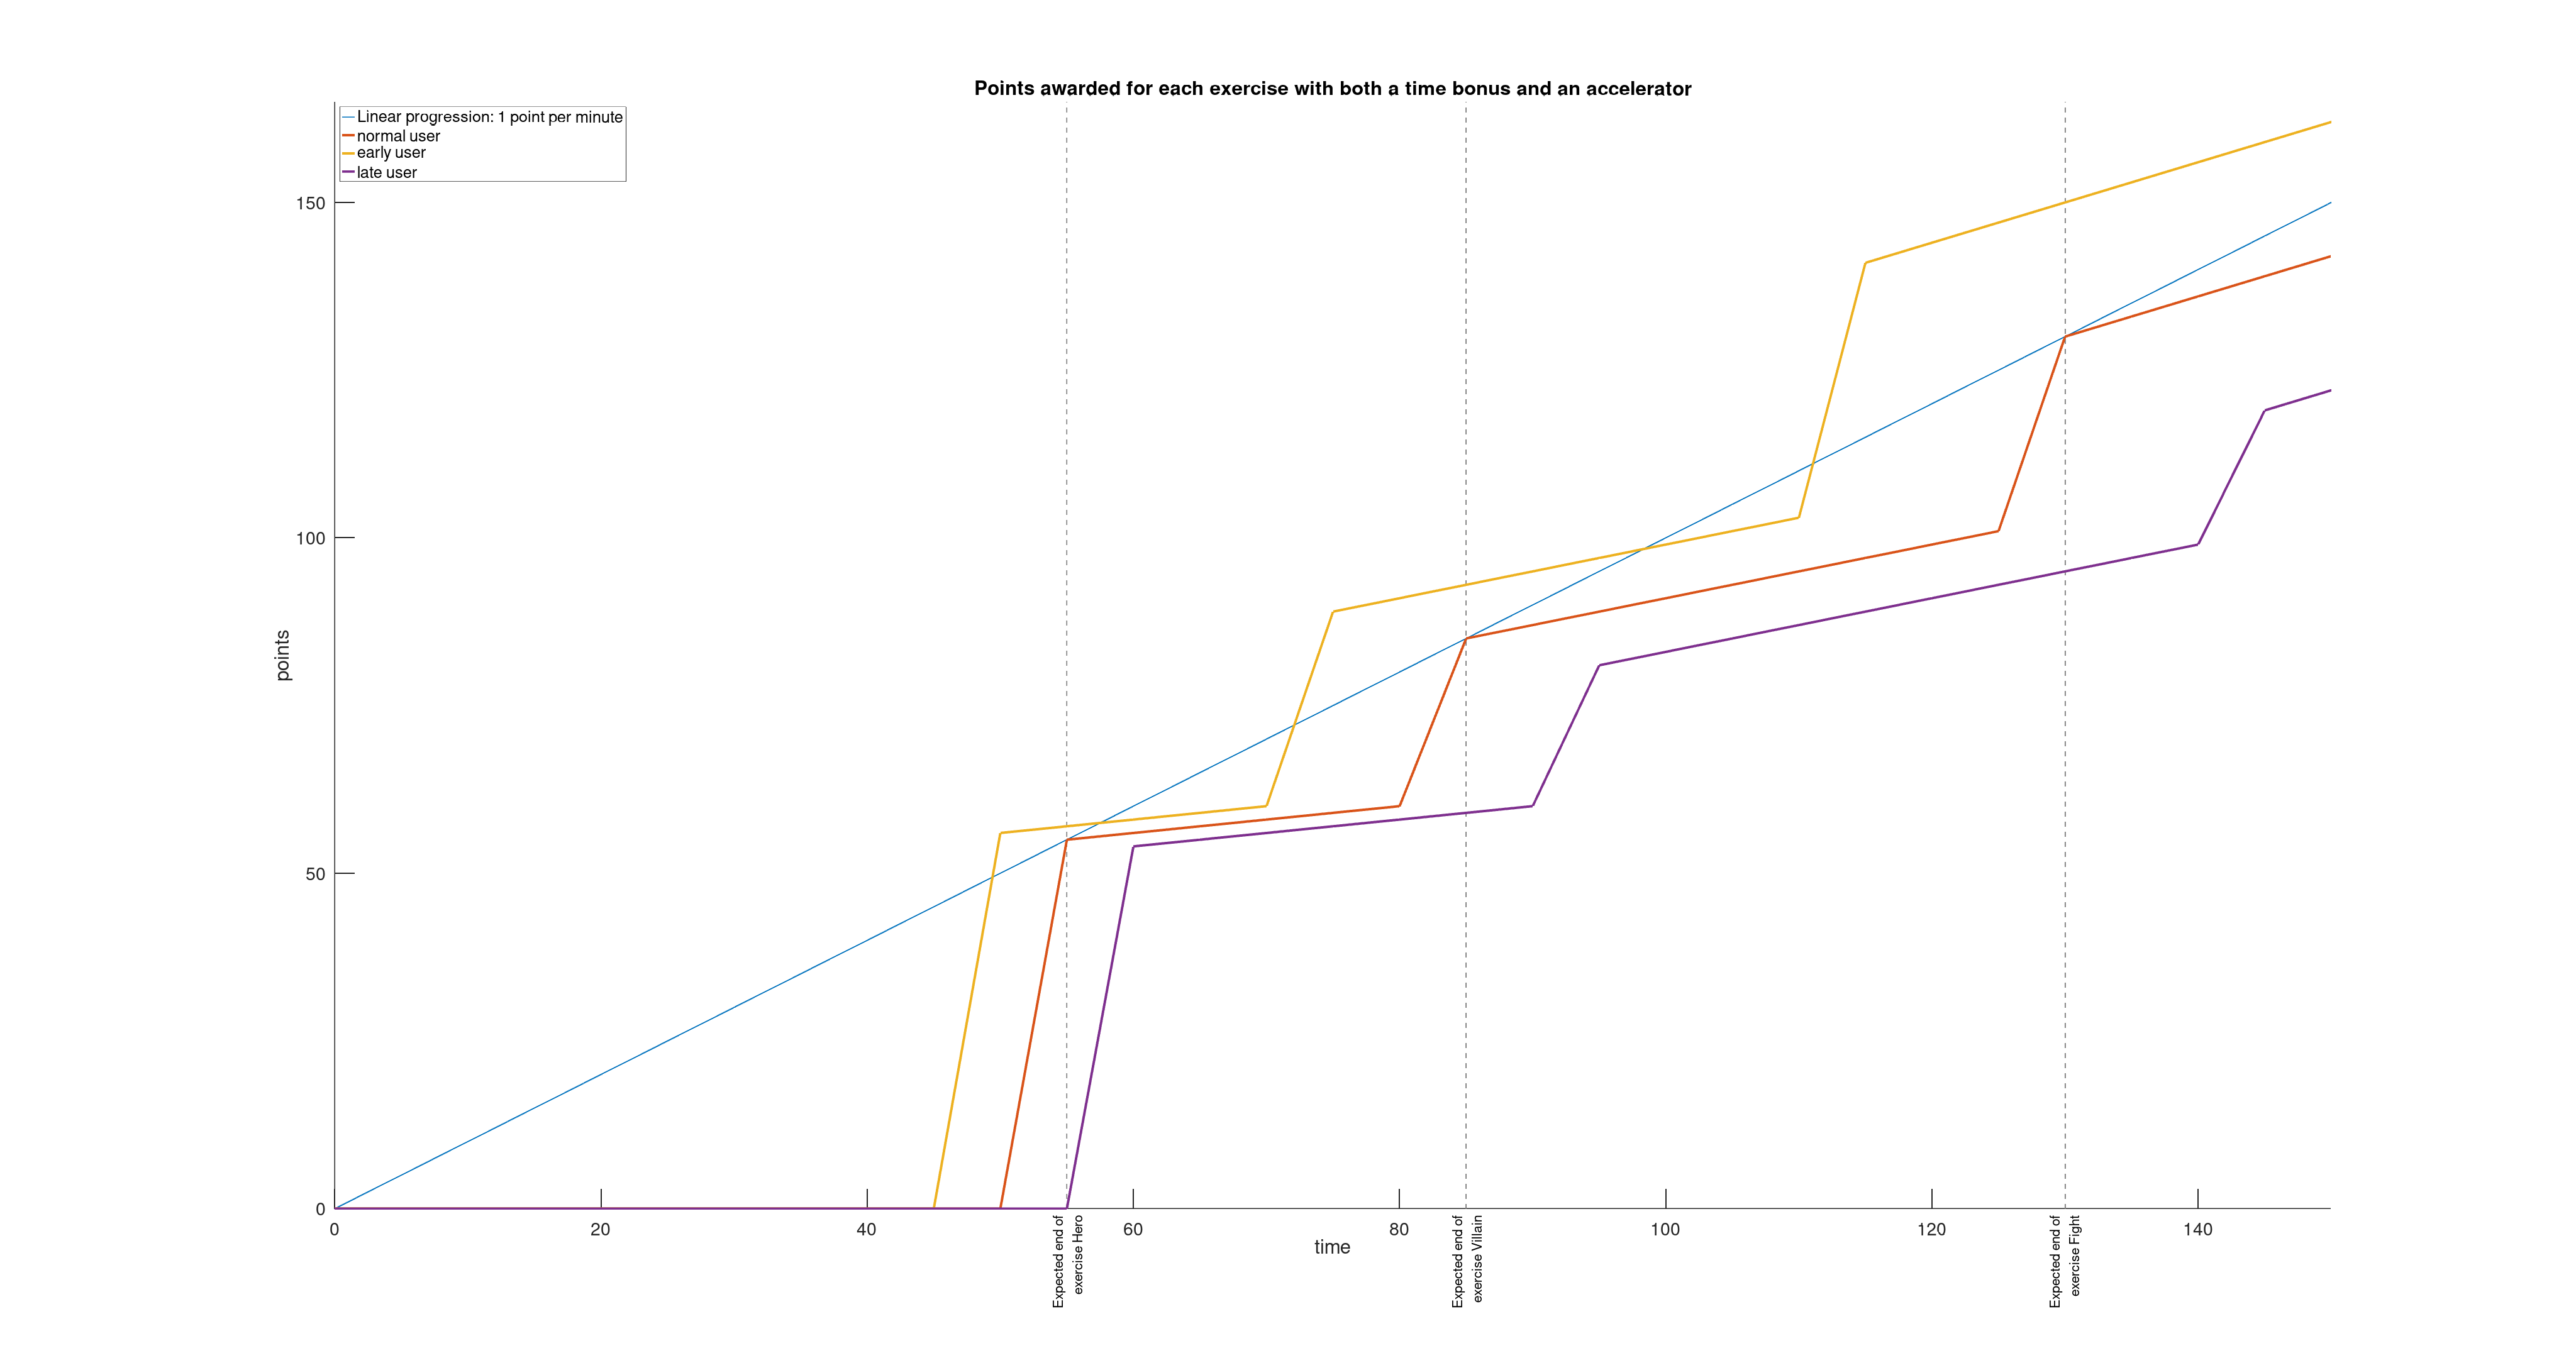 Points awarded for each exercise with both a time bonus and an accelerator
Linear progression: 1 point per minute
normal user
early user
late user
150
100
50
0
points
0
20
40
60
80
100
120
140
time
Expected end of
exercise Hero
Expected end of
exercise Villain
Expected end of
exercise Fight